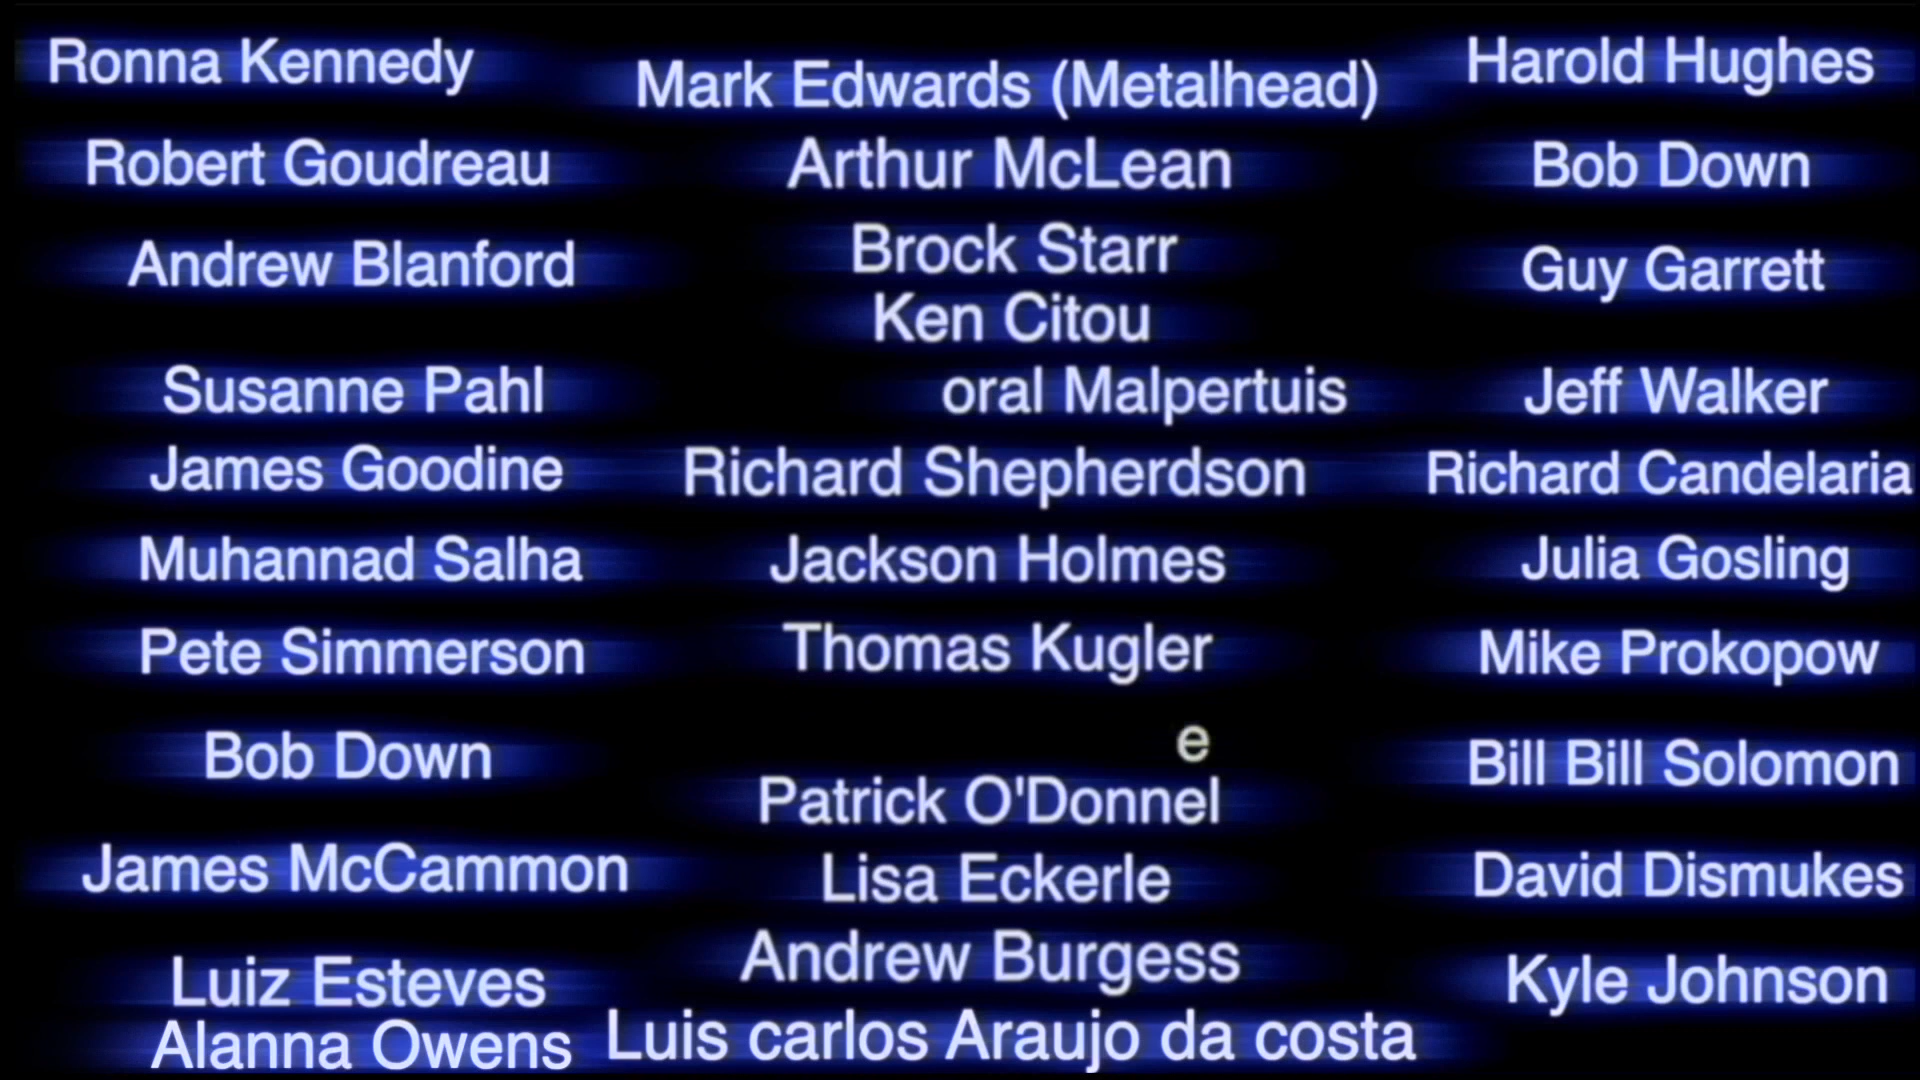 Ronna Kennedy
Robert Goudreau
Andrew Blanford
Susanne Pahl
James Goodine
Muhannad Salha
Pete Simmerson
Bob Down
James McCammon
Luiz Esteves
Alanna Owens
Mark Edwards (Metalhead)
Arthur McLean
Brock Starr
Ken Citou
oral Malpertuis
Richard Shepherdson
Jackson Holmes
Thomas Kugler
e
Patrick O'Donnel
Lisa Eckerle
Andrew Burgess
Luis carlos Araujo da costa
Harold Hughes
Bob Down
Guy Garrett
Jeff Walker
Richard Candelaria
Julia Gosling
Mike Prokopow
Bill Bill Solomon
David Dismukes
Kyle Johnson